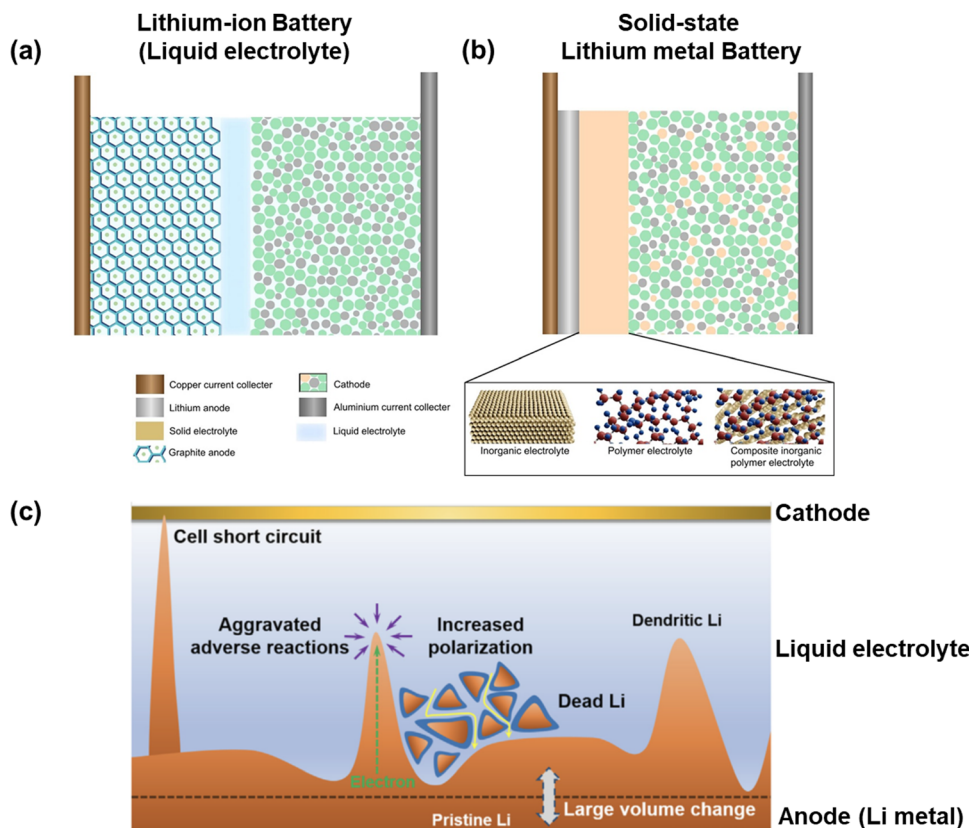 Lithium-ion Battery
(Liquid electrolyte)
(a)
Solid-state
Lithium metal Battery
(b)
Copper current collecter
Lithium anode
Solid electrolyte
Graphite anode
Cathode
Aluminium current collecter
Liquid electrolyte
Inorganic electrolyte
Polymer electrolyte
Composite inorganic
polymer electrolyte
(c)
Cathode
Cell short circuit
Aggravated
adverse reactions
Increased
polarization
Dendritic Li
Liquid electrolyte
Dead Li
Electron
Large volume change
Pristine Li
Anode (Li metal)